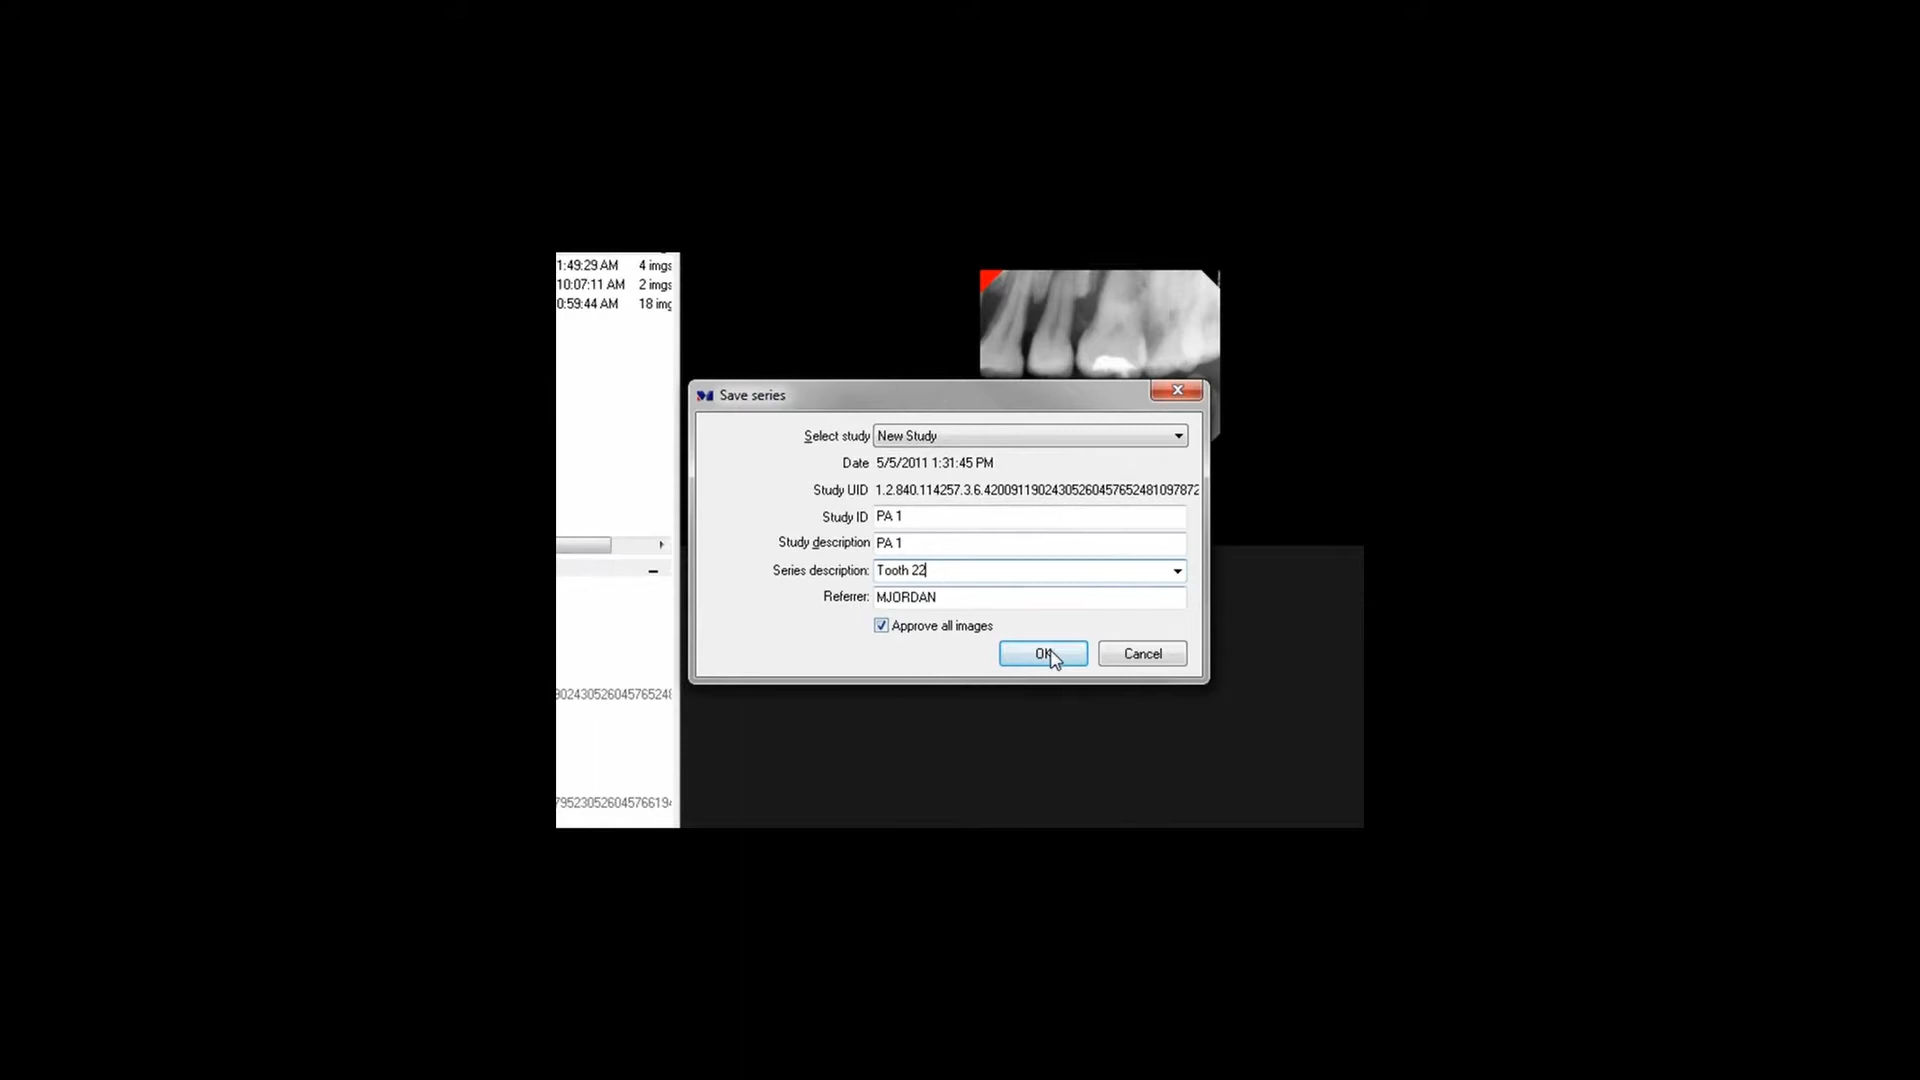 1:49:29 AM 4 imgs
10:07:11 AM 2 imgs
0:59:44 AM 18 img
Save series
Select study New Study
Date 5/5/2011 1:31:45 PM
Study UID 1.2.840.114257.3.6.42009119024305260457652481097872
Study ID PA 1
Study description PA 1
Series description: Tooth 22
Referrer: MJORDAN
Approve all images
OK Cancel
902430526045765248
795230526045766194